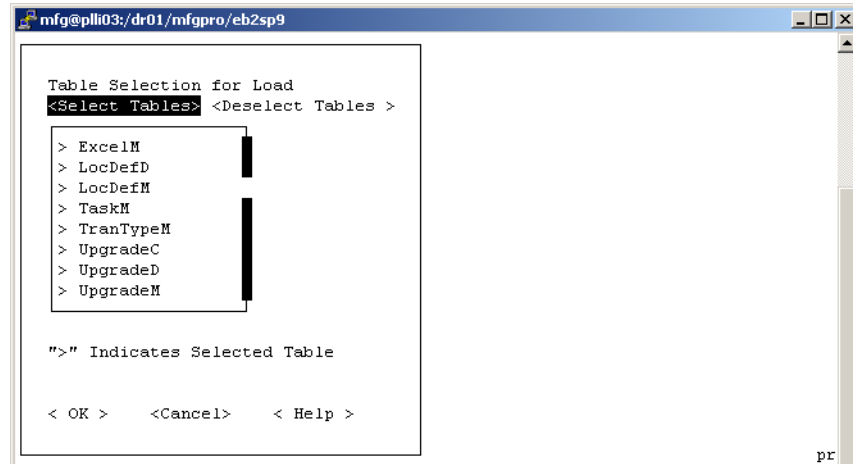 mfg@plli03:/dr01/mfgpro/eb2sp9
Table Selection for Load
<Select Tables> <Deselect Tables >
> ExcelM
> LocDefD
> LocDefM
> TaskM
> TranTypeM
> UpgradeC
> UpgradeD
> UpgradeM
">" Indicates Selected Table
< OK > <Cancel> < Help >
pr